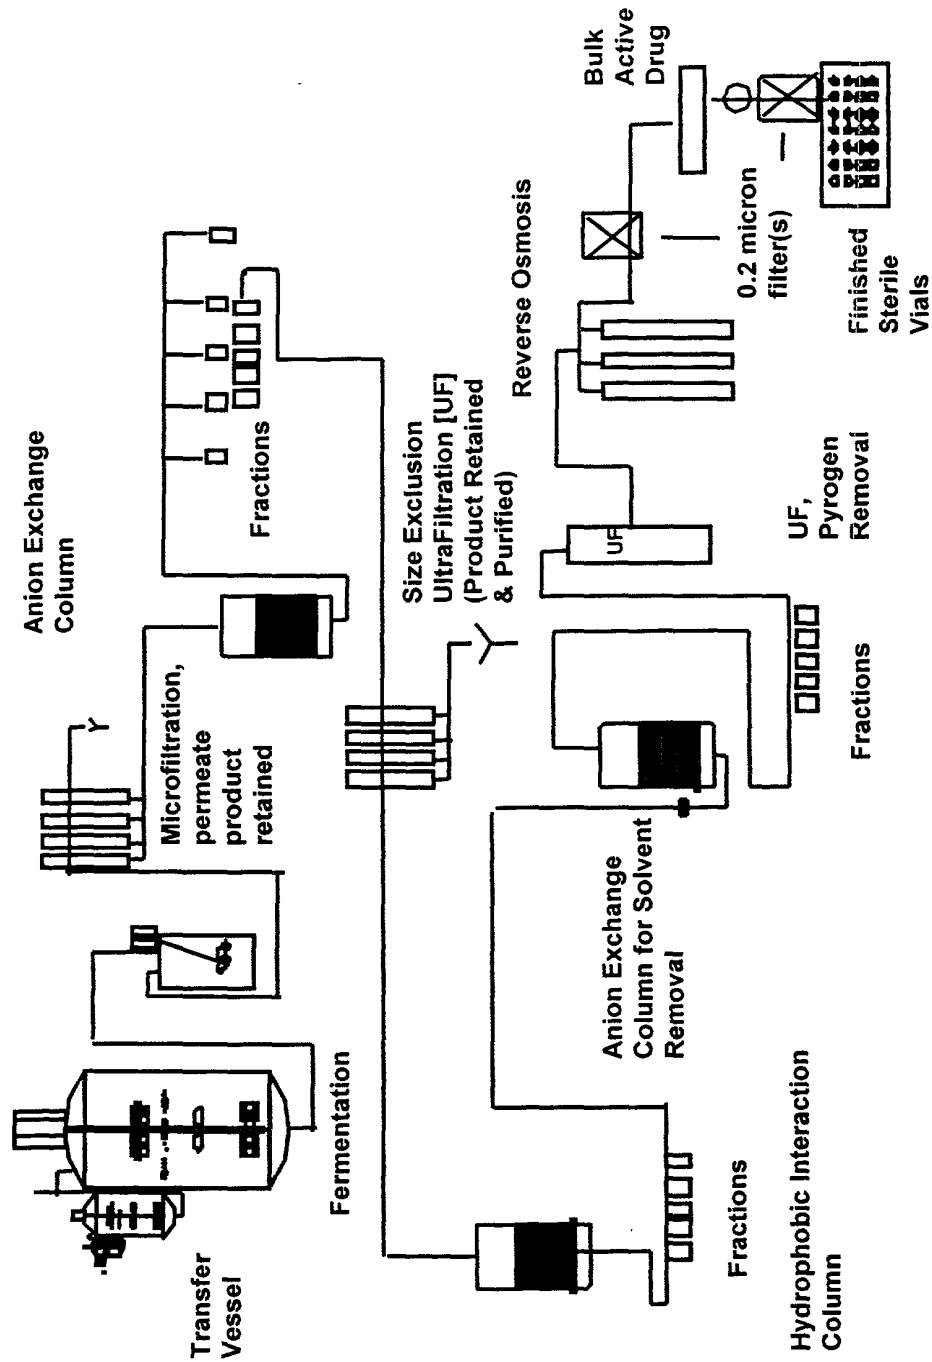 Transfer
Vessel
Fermentation
Microfiltration,
permeate
product
retained
Anion Exchange
Column
Fractions
Size Exclusion
UltraFiltration [UF]
(Product Retained
& Purified)
Hydrophobic Interaction
Column
Fractions
Anion Exchange
Column for Solvent
Removal
Fractions
UF
UF,
Pyrogen
Removal
Reverse Osmosis
0.2 micron
filter(s)
Bulk
Active
Drug
Finished
Sterile
Vials